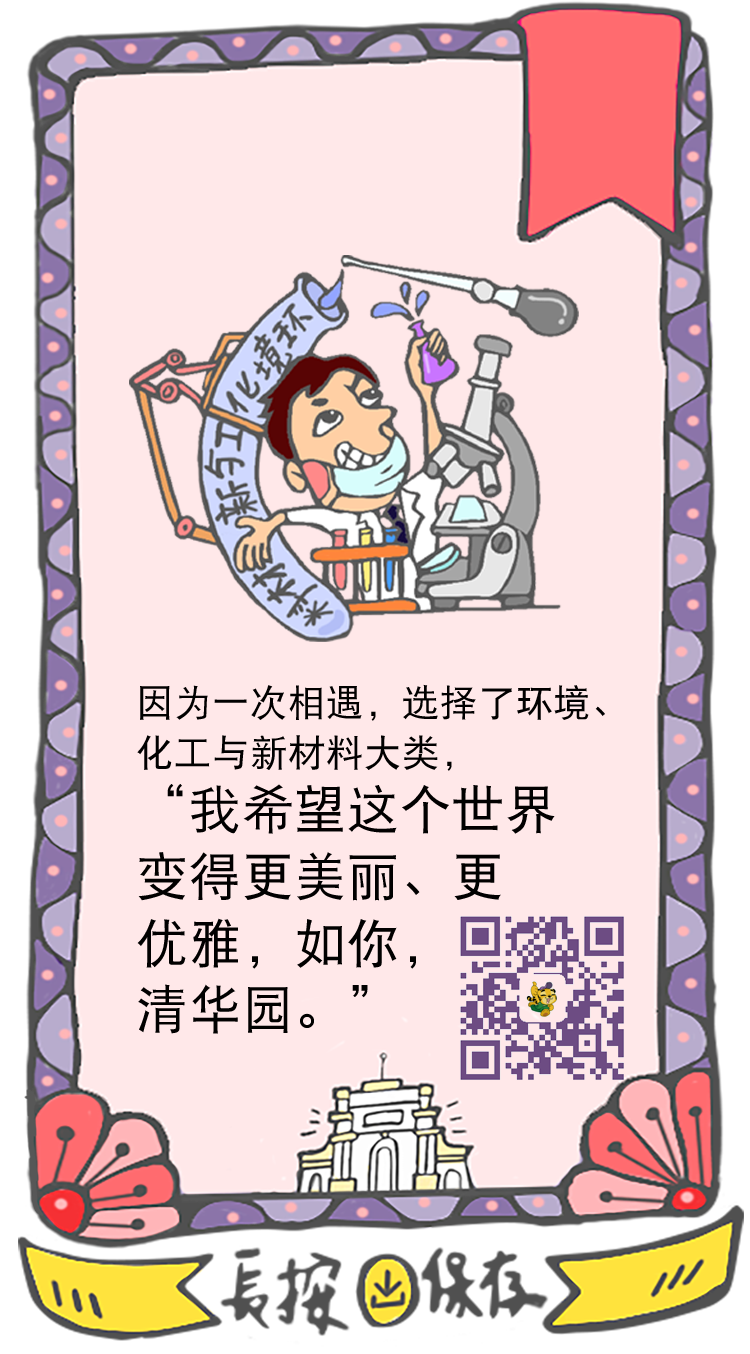 环境化工与新材料
因为一次相遇，选择了环境、
化工与新材料大类，
“我希望这个世界
变得更美丽、更
优雅，如你，
清华园。”
長按保存